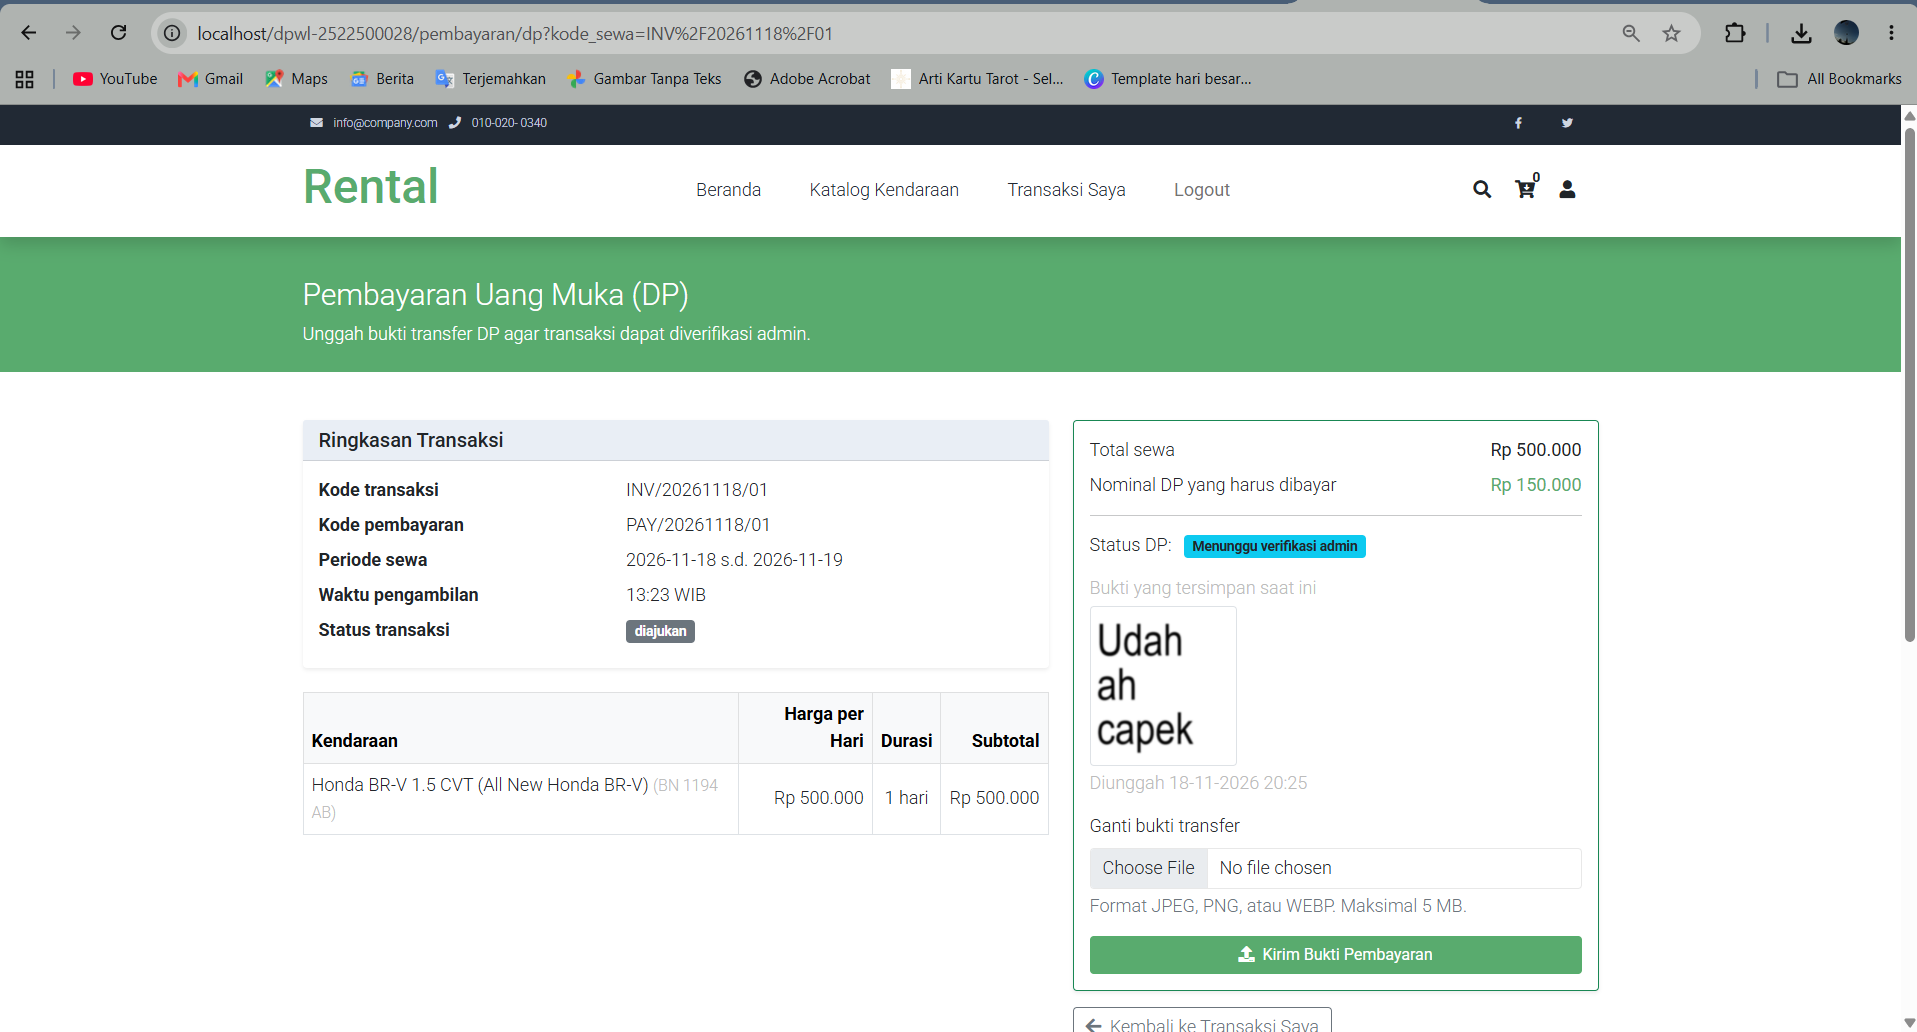 localhost/dpwl-2522500028/pembayaran/dp?kode_sewa=INV%2F20261118%2F01
YouTube Gmail Maps Berita Terjemahkan Gambar Tanpa Teks Adobe Acrobat Arti Kartu Tarot - Sel... Template hari besar... All Bookmarks
info@company.com 010-020- 0340
Rental Beranda Katalog Kendaraan Transaksi Saya Logout 0
Pembayaran Uang Muka (DP)
Unggah bukti transfer DP agar transaksi dapat diverifikasi admin.
Ringkasan Transaksi
Kode transaksi INV/20261118/01
Kode pembayaran PAY/20261118/01
Periode sewa 2026-11-18 s.d. 2026-11-19
Waktu pengambilan 13:23 WIB
Status transaksi diajukan
Kendaraan Harga per Hari Durasi Subtotal
Honda BR-V 1.5 CVT (All New Honda BR-V) (BN 1194 AB) Rp 500.000 1 hari Rp 500.000
Total sewa Rp 500.000
Nominal DP yang harus dibayar Rp 150.000
Status DP: Menunggu verifikasi admin
Bukti yang tersimpan saat ini
Udah
ah
capek
Diunggah 18-11-2026 20:25
Ganti bukti transfer
Choose File No file chosen
Format JPEG, PNG, atau WEBP. Maksimal 5 MB.
Kirim Bukti Pembayaran
Kembali ke Transaksi Saya